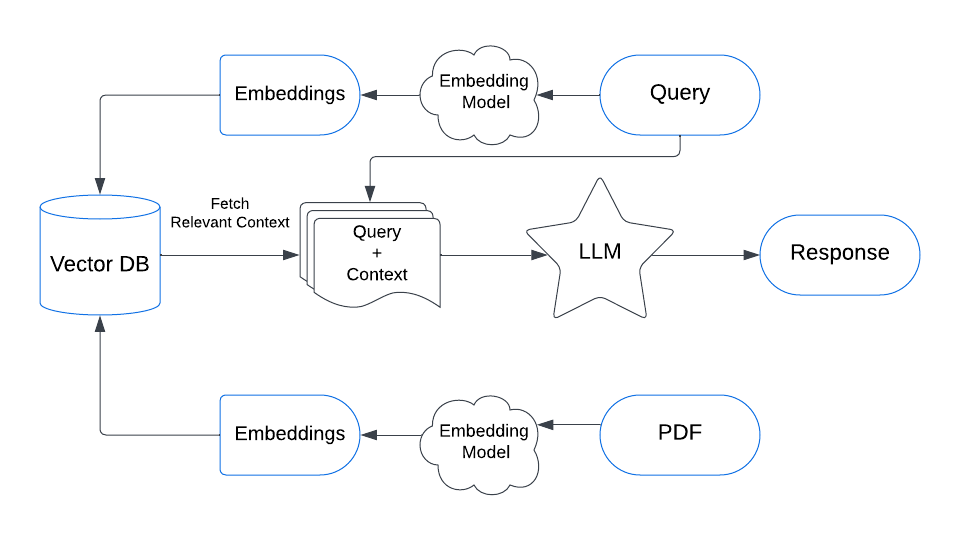 Embeddings
Embedding
Model
Query
Fetch
Relevant Context
Vector DB
Query
+
Context
LLM
Response
Embeddings
Embedding
Model
PDF